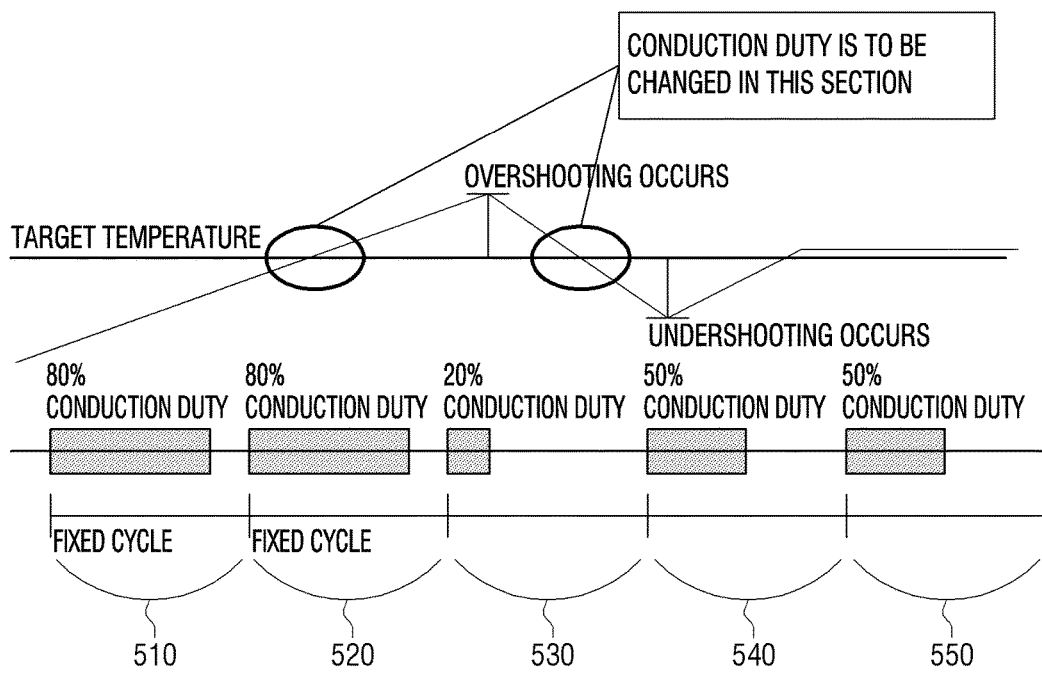 CONDUCTION DUTY IS TO BE
CHANGED IN THIS SECTION
OVERSHOOTING OCCURS
TARGET TEMPERATURE
UNDERSHOOTING OCCURS
80%
CONDUCTION DUTY
80%
CONDUCTION DUTY
20%
CONDUCTION DUTY
50%
CONDUCTION DUTY
50%
CONDUCTION DUTY
FIXED CYCLE
FIXED CYCLE
510
520
530
540
550